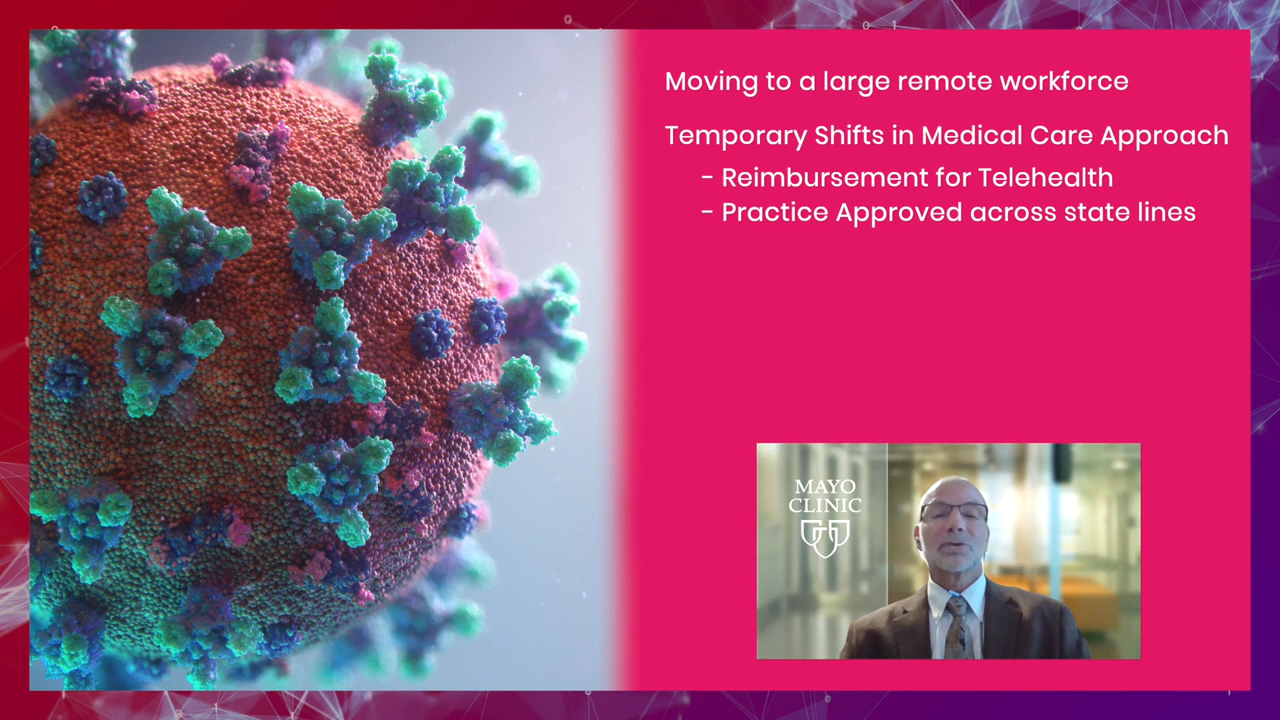 Moving to a large remote workforce
Temporary Shifts in Medical Care Approach
- Reimbursement for Telehealth
- Practice Approved across state lines
MAYO
CLINIC